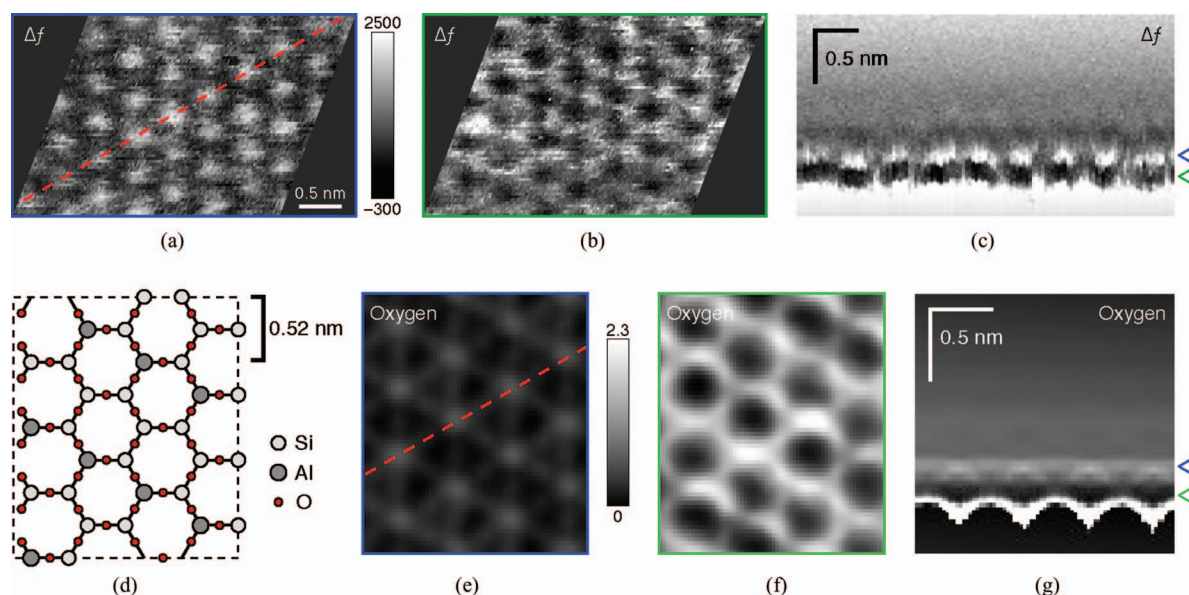 Δf
0.5 nm
2500
−300
Δf
Δf
0.5 nm
(a)
(b)
(c)
0.52 nm
Si
Al
O
Oxygen
2.3
0
Oxygen
Oxygen
0.5 nm
(d)
(e)
(f)
(g)